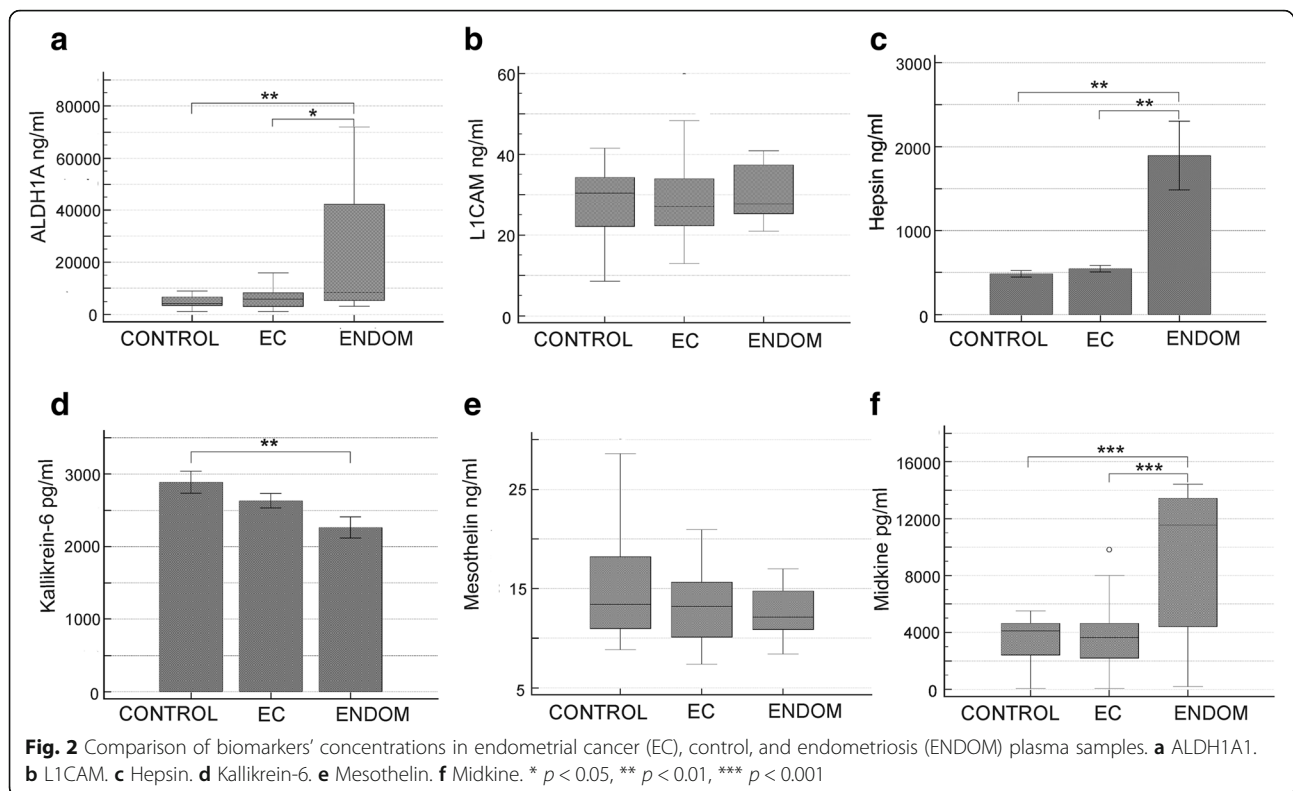 a
ALDH1A ng/ml
80000
60000
40000
20000
0
**
*
CONTROL EC ENDOM
b
L1CAM ng/ml
60
40
20
0
CONTROL EC ENDOM
c
Hepsin ng/ml
3000
2000
1000
0
**
**
CONTROL EC ENDOM
d
Kallikrein-6 pg/ml
3000
2000
1000
0
**
CONTROL EC ENDOM
e
Mesothelin ng/ml
25
15
5
CONTROL EC ENDOM
f
Midkine pg/ml
16000
12000
8000
4000
0
***
***
CONTROL EC ENDOM
Fig. 2 Comparison of biomarkers' concentrations in endometrial cancer (EC), control, and endometriosis (ENDOM) plasma samples. a ALDH1A1.
b L1CAM. c Hepsin. d Kallikrein-6. e Mesothelin. f Midkine. * p < 0.05, ** p < 0.01, *** p < 0.001